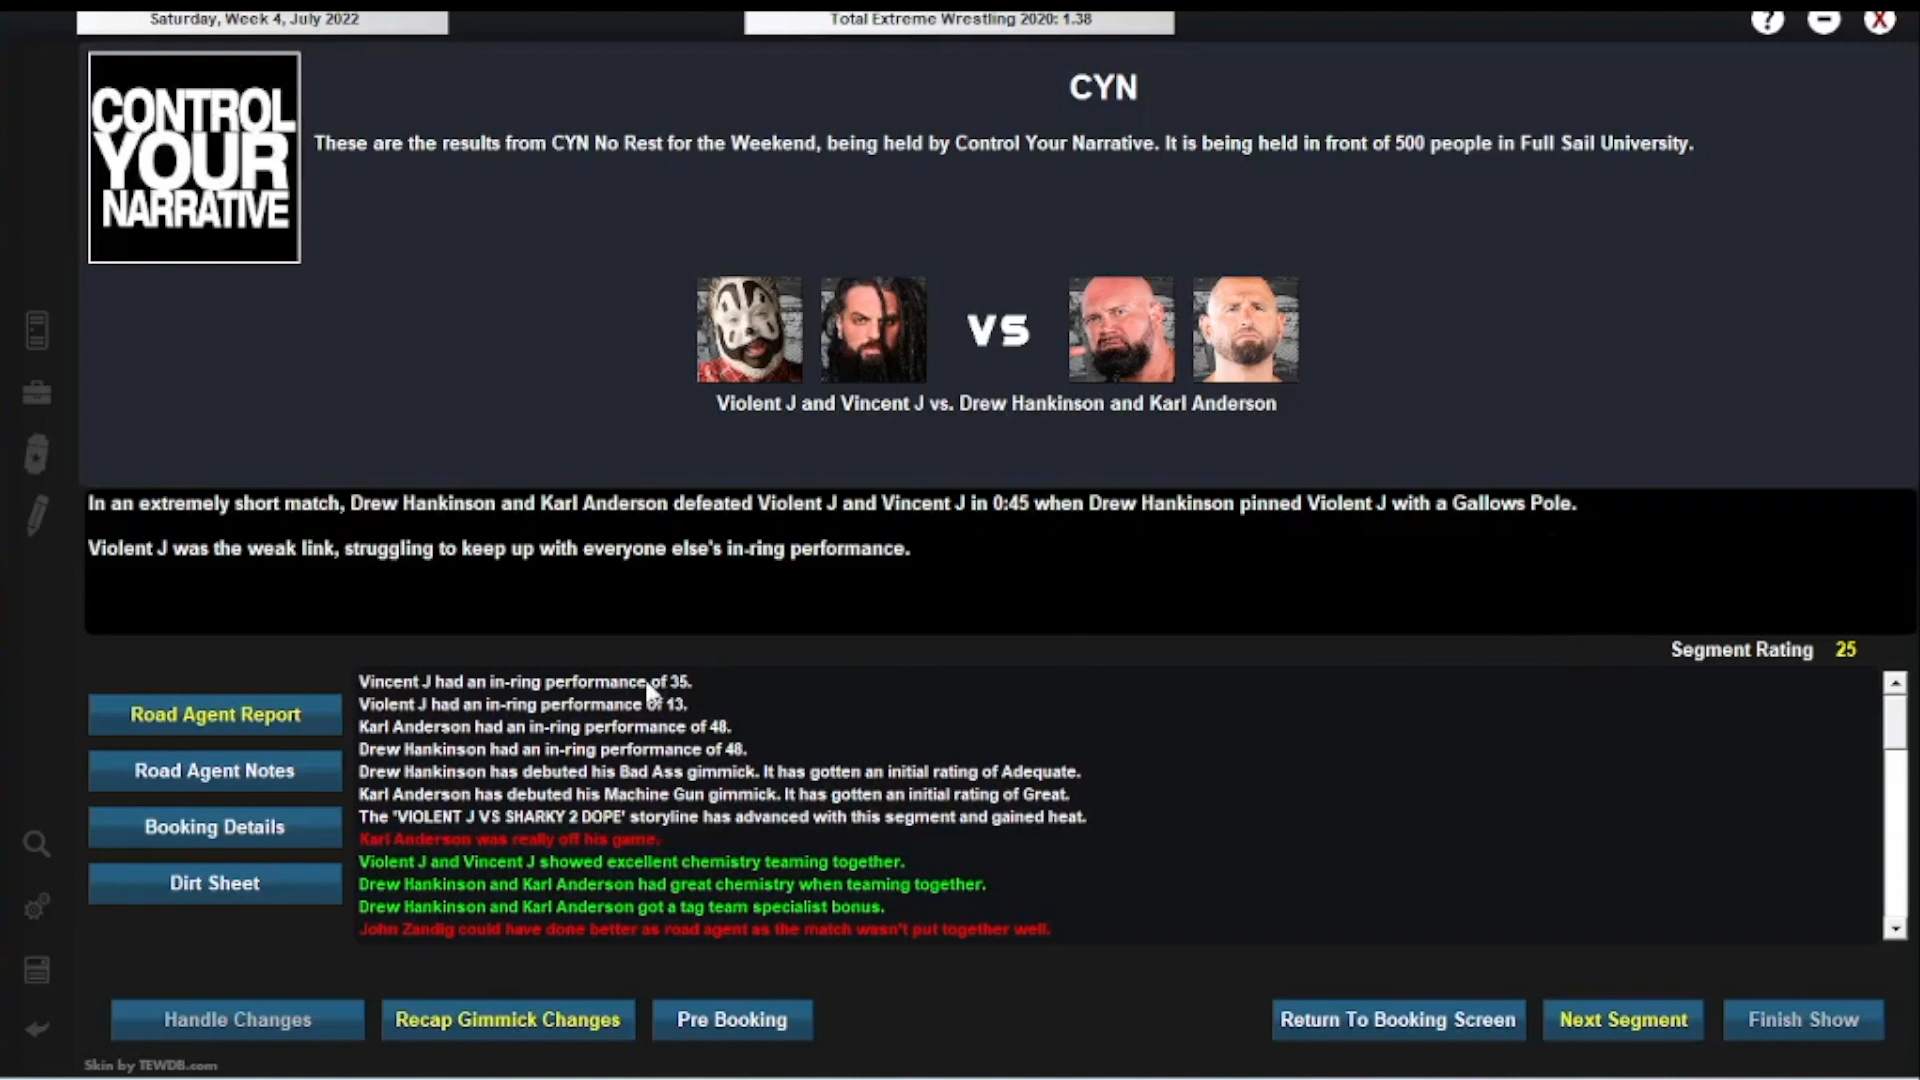 Saturday, Week 4, July 2022
Total Extreme Wrestling 2020: 1.38
?
X
CONTROL
YOUR
NARRATIVE
CYN
These are the results from CYN No Rest for the Weekend, being held by Control Your Narrative. It is being held in front of 500 people in Full Sail University.
VS
Violent J and Vincent J vs. Drew Hankinson and Karl Anderson
In an extremely short match, Drew Hankinson and Karl Anderson defeated Violent J and Vincent J in 0:45 when Drew Hankinson pinned Violent J with a Gallows Pole.
Violent J was the weak link, struggling to keep up with everyone else's in-ring performance.
Segment Rating 25
Road Agent Report
Road Agent Notes
Booking Details
Dirt Sheet
Vincent J had an in-ring performance of 35.
Violent J had an in-ring performance of 13.
Karl Anderson had an in-ring performance of 48.
Drew Hankinson had an in-ring performance of 48.
Drew Hankinson has debuted his Bad Ass gimmick. It has gotten an initial rating of Adequate.
Karl Anderson has debuted his Machine Gun gimmick. It has gotten an initial rating of Great.
The 'VIOLENT J VS SHARKY 2 DOPE' storyline has advanced with this segment and gained heat.
Karl Anderson was really off his game.
Violent J and Vincent J showed excellent chemistry teaming together.
Drew Hankinson and Karl Anderson had great chemistry when teaming together.
Drew Hankinson and Karl Anderson got a tag team specialist bonus.
John Zandig could have done better as road agent as the match wasn't put together well.
Handle Changes
Recap Gimmick Changes
Pre Booking
Return To Booking Screen
Next Segment
Finish Show
Skin by TEWDB.com